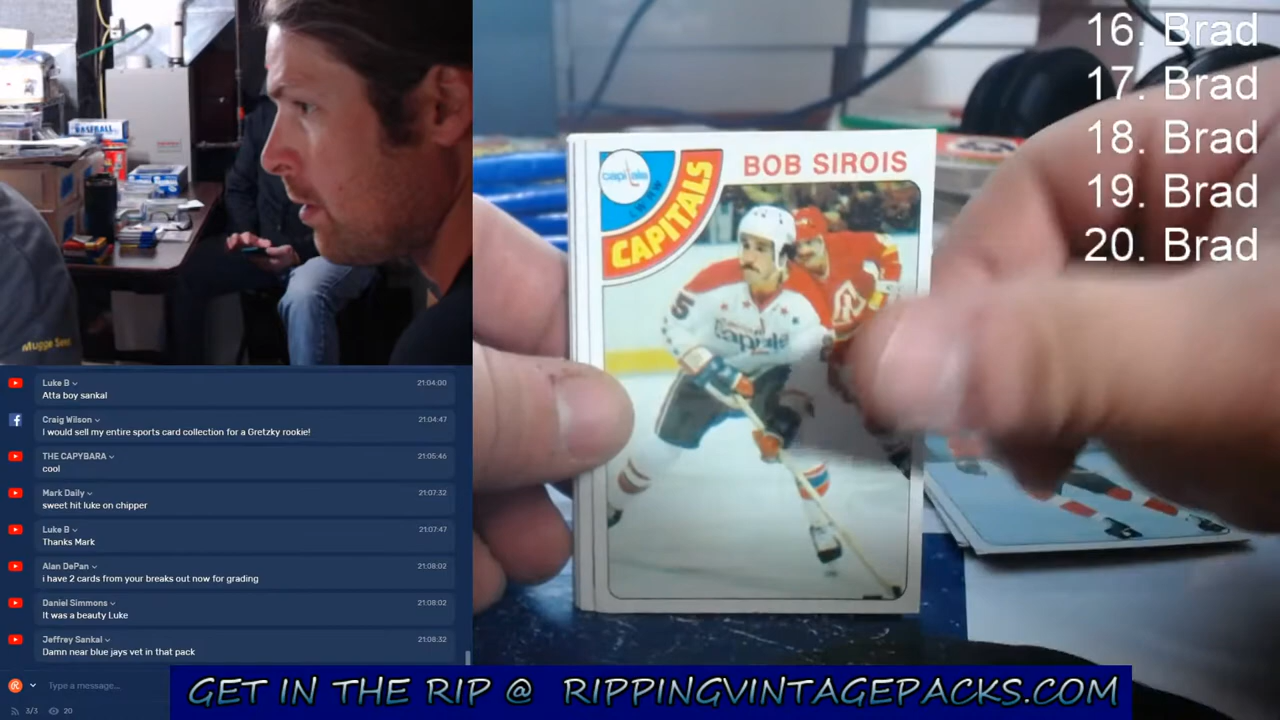 16. Brad
17. Brad
18. Brad
19. Brad
20. Brad
BASEBALL
Mugge
BOB SIROIS
capitals
CAPITALS
Capitals
5
Luke B
21:04:00
Atta boy sankal
Craig Wilson
21:04:47
I would sell my entire sports card collection for a Gretzky rookie!
THE CAPYBARA
21:05:46
cool
Mark Daily
21:07:32
sweet hit luke on chipper
Luke B
21:07:47
Thanks Mark
Alan DePan
21:08:02
i have 2 cards from your breaks out now for grading
Daniel Simmons
21:08:02
It was a beauty Luke
Jeffrey Sankal
21:08:32
Damn near blue jays vet in that pack
Type a message...
3/3 20
GET IN THE RIP @ RIPPINGVINTAGEPACKS.COM